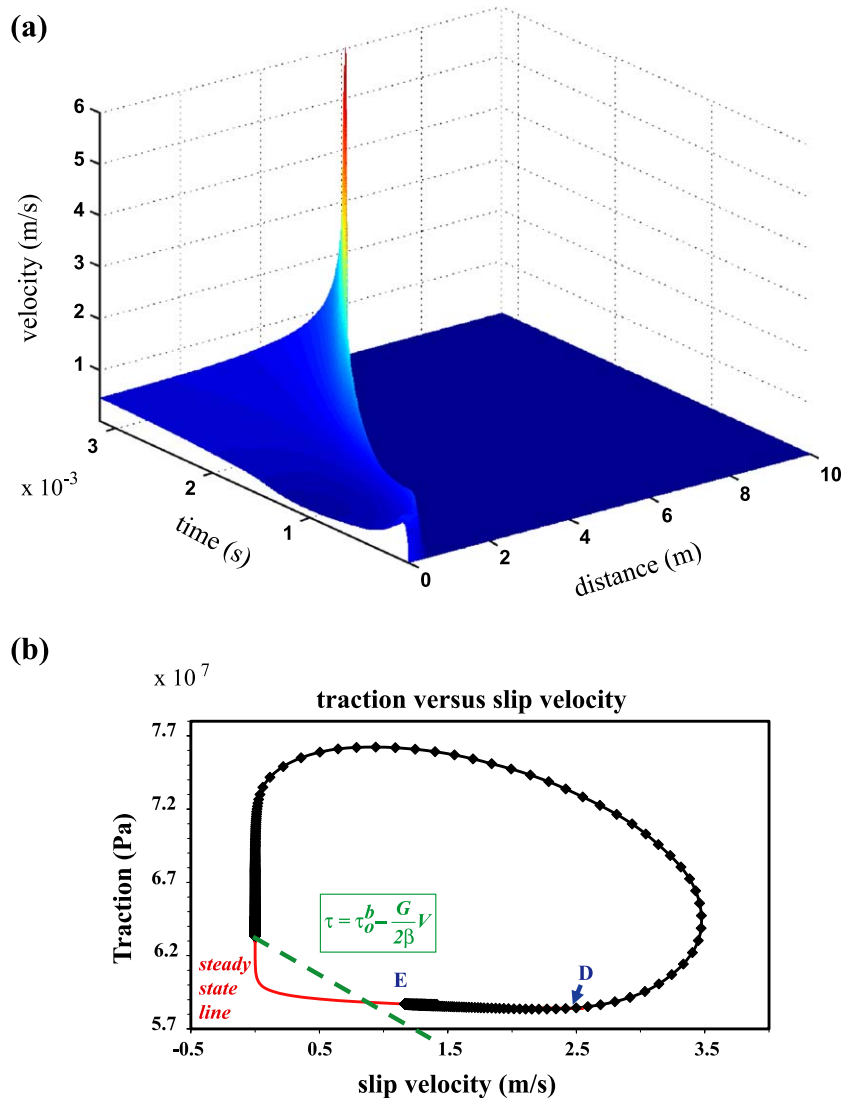 (a)
6
5
4
3
2
1
velocity (m/s)
3
x 10-3
2
1
time (s)
0
2
4
6
8
10
distance (m)
(b)
x 10 7
traction versus slip velocity
7.7
7.2
6.7
6.2
5.7
Traction (Pa)
τ = τ_o^b − G/2β V
steady
state
line
E
D
-0.5
0.5
1.5
2.5
3.5
slip velocity (m/s)